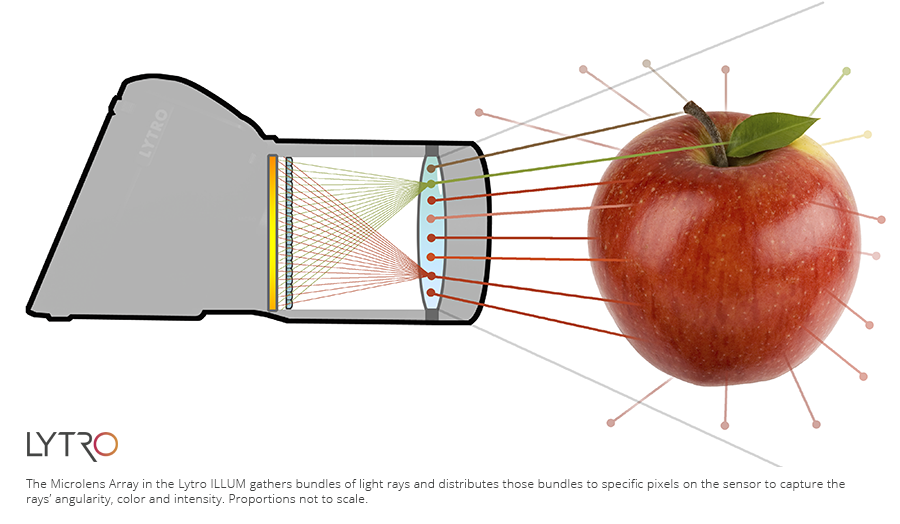 LYTRO
LYTRO
The Microlens Array in the Lytro ILLUM gathers bundles of light rays and distributes those bundles to specific pixels on the sensor to capture the
rays' angularity, color and intensity. Proportions not to scale.